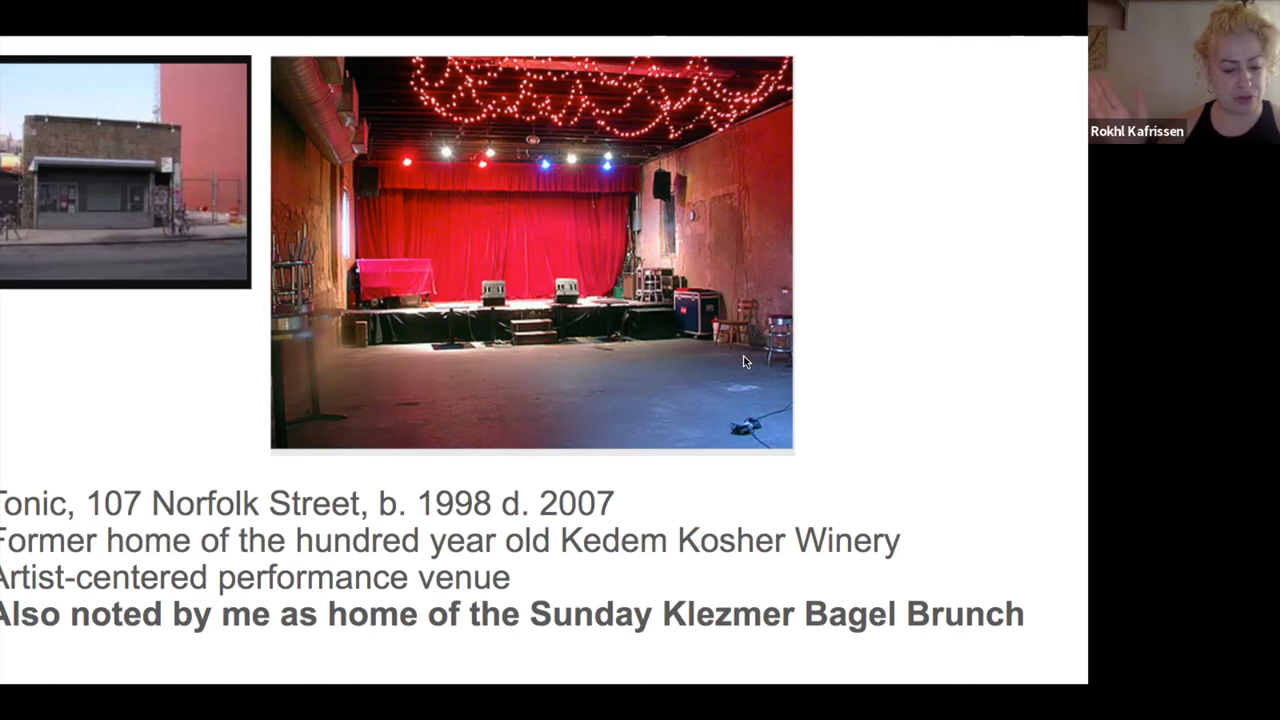 Rokhl Kafrissen
Tonic, 107 Norfolk Street, b. 1998 d. 2007
Former home of the hundred year old Kedem Kosher Winery
Artist-centered performance venue
Also noted by me as home of the Sunday Klezmer Bagel Brunch